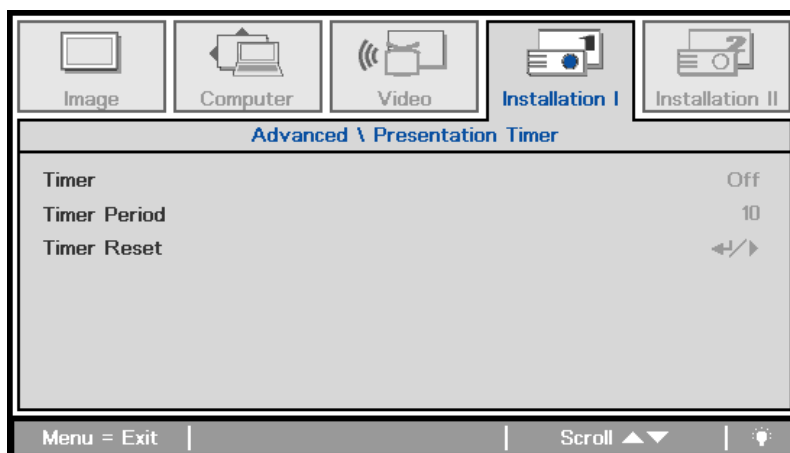 Image
Computer
Video
Installation I
Installation II
Advanced \ Presentation Timer
Timer Off
Timer Period 10
Timer Reset ↵/▶
Menu = Exit Scroll ▲▼